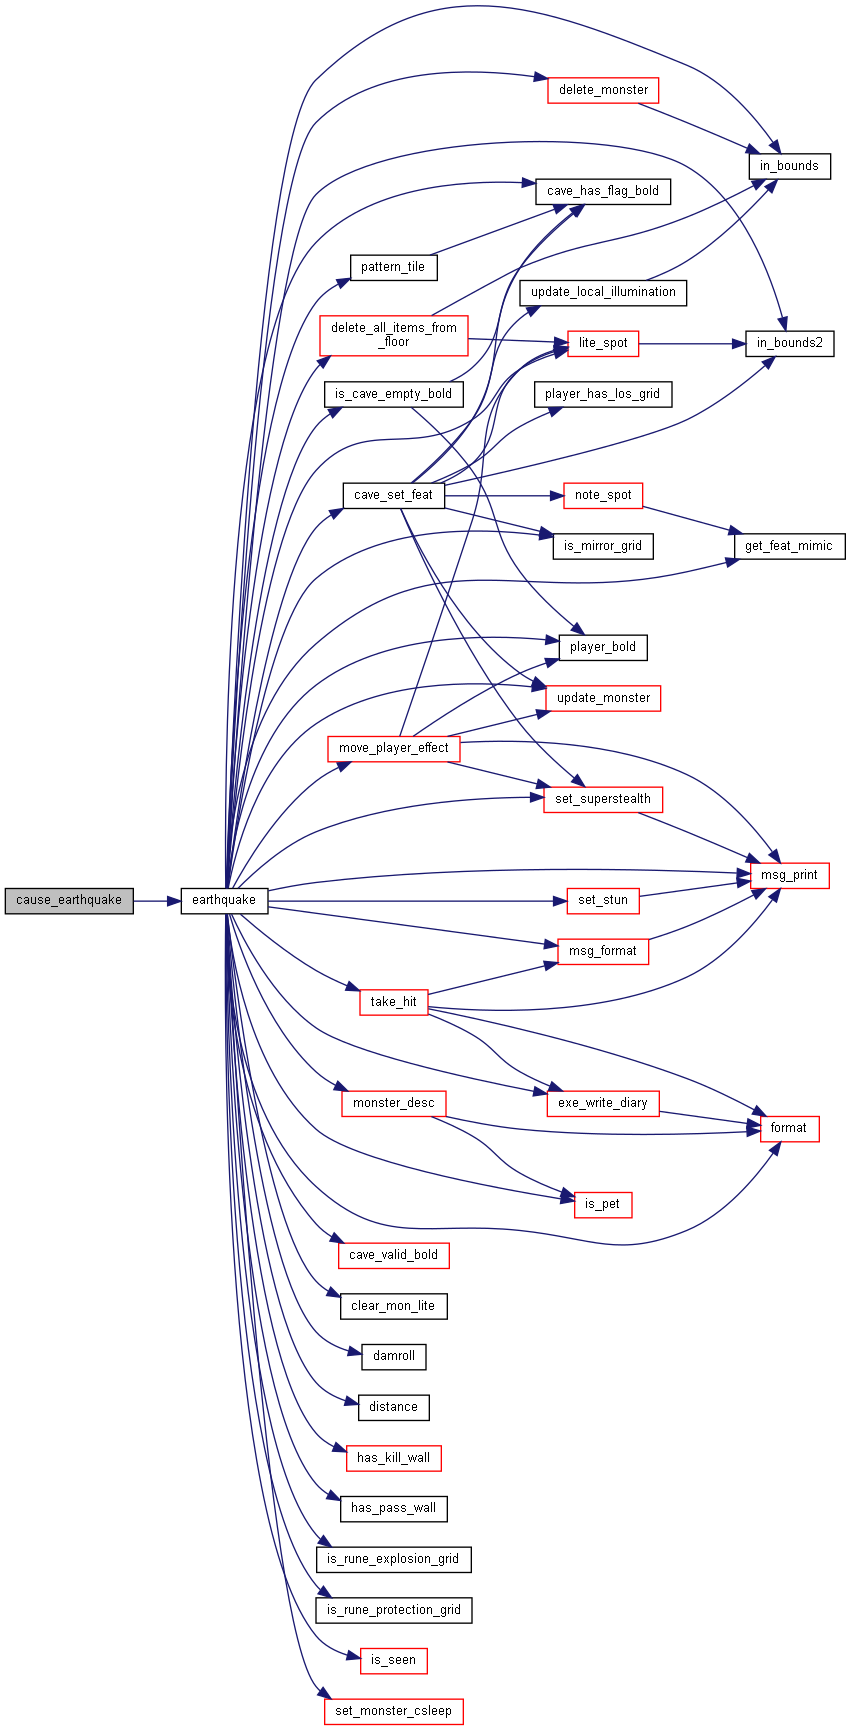 delete_monster
in_bounds
cave_has_flag_bold
pattern_tile
update_local_illumination
delete_all_items_from
_floor
lite_spot
in_bounds2
is_cave_empty_bold
player_has_los_grid
cave_set_feat
note_spot
is_mirror_grid
get_feat_mimic
player_bold
update_monster
move_player_effect
set_superstealth
msg_print
cause_earthquake
earthquake
set_stun
msg_format
take_hit
monster_desc
exe_write_diary
format
is_pet
cave_valid_bold
clear_mon_lite
damroll
distance
has_kill_wall
has_pass_wall
is_rune_explosion_grid
is_rune_protection_grid
is_seen
set_monster_csleep